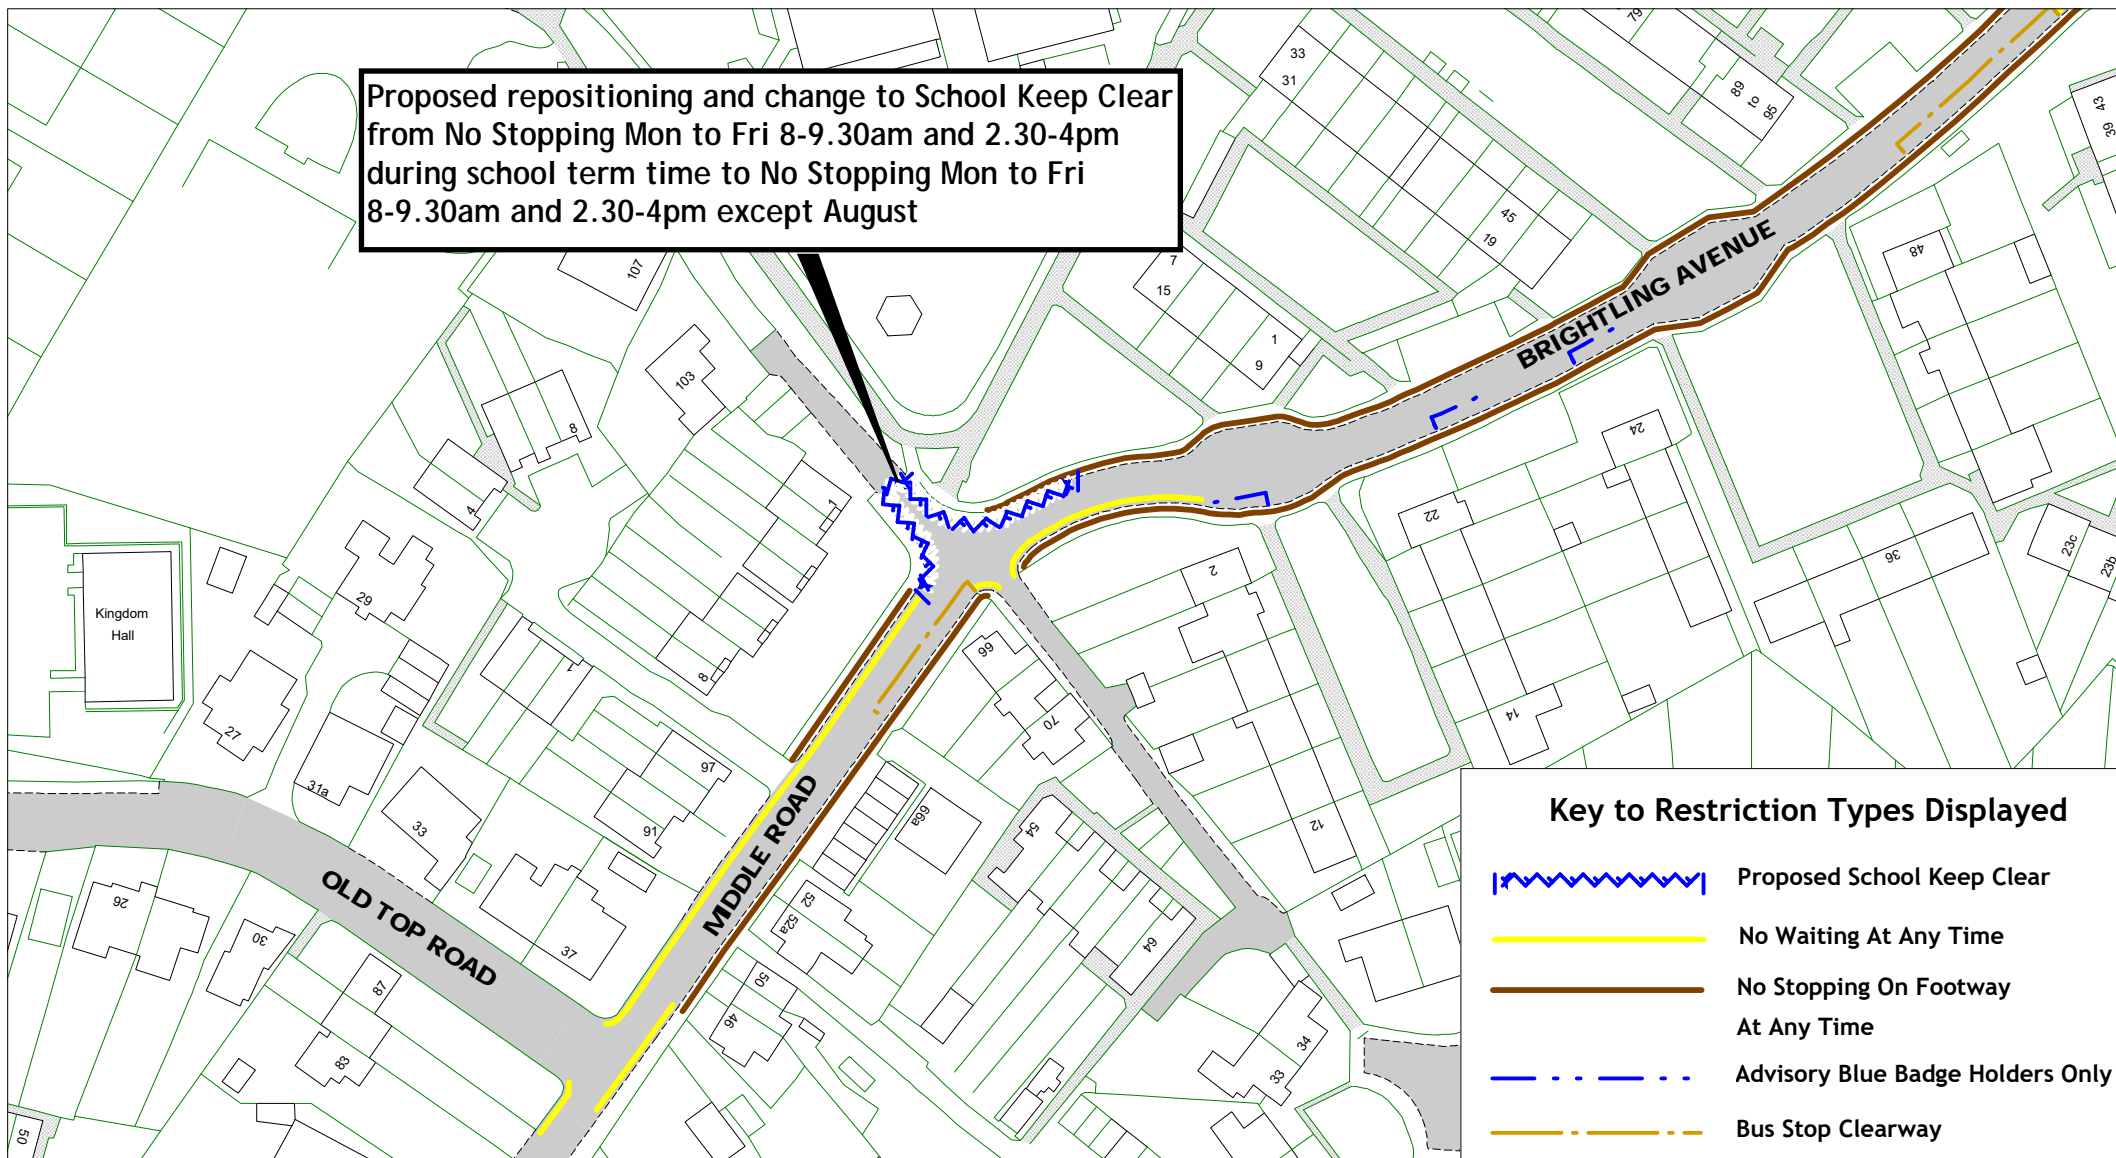 Proposed repositioning and change to School Keep Clear
from No Stopping Mon to Fri 8-9.30am and 2.30-4pm
during school term time to No Stopping Mon to Fri
8-9.30am and 2.30-4pm except August
33
31
79
89
to
95
43
39
107
7
15
1
9
45
19
BRIGHTLING AVENUE
48
103
8
4
1
24
22
36
23c
23b
29
Kingdom
Hall
2
27
1
8
66
70
14
31a
97
33
91
MIDDLE ROAD
66a
54
12
OLD TOP ROAD
26
30
37
52
52a
64
87
50
46
83
34
33
50
Key to Restriction Types Displayed
Proposed School Keep Clear
No Waiting At Any Time
No Stopping On Footway
At Any Time
Advisory Blue Badge Holders Only
Bus Stop Clearway